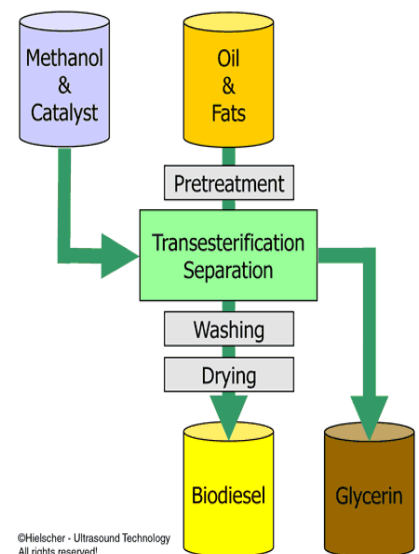 Methanol
&
Catalyst
Oil
&
Fats
Pretreatment
Transesterification
Separation
Washing
Drying
Biodiesel
Glycerin
©Hielscher - Ultrasound Technology
All rights reserved!